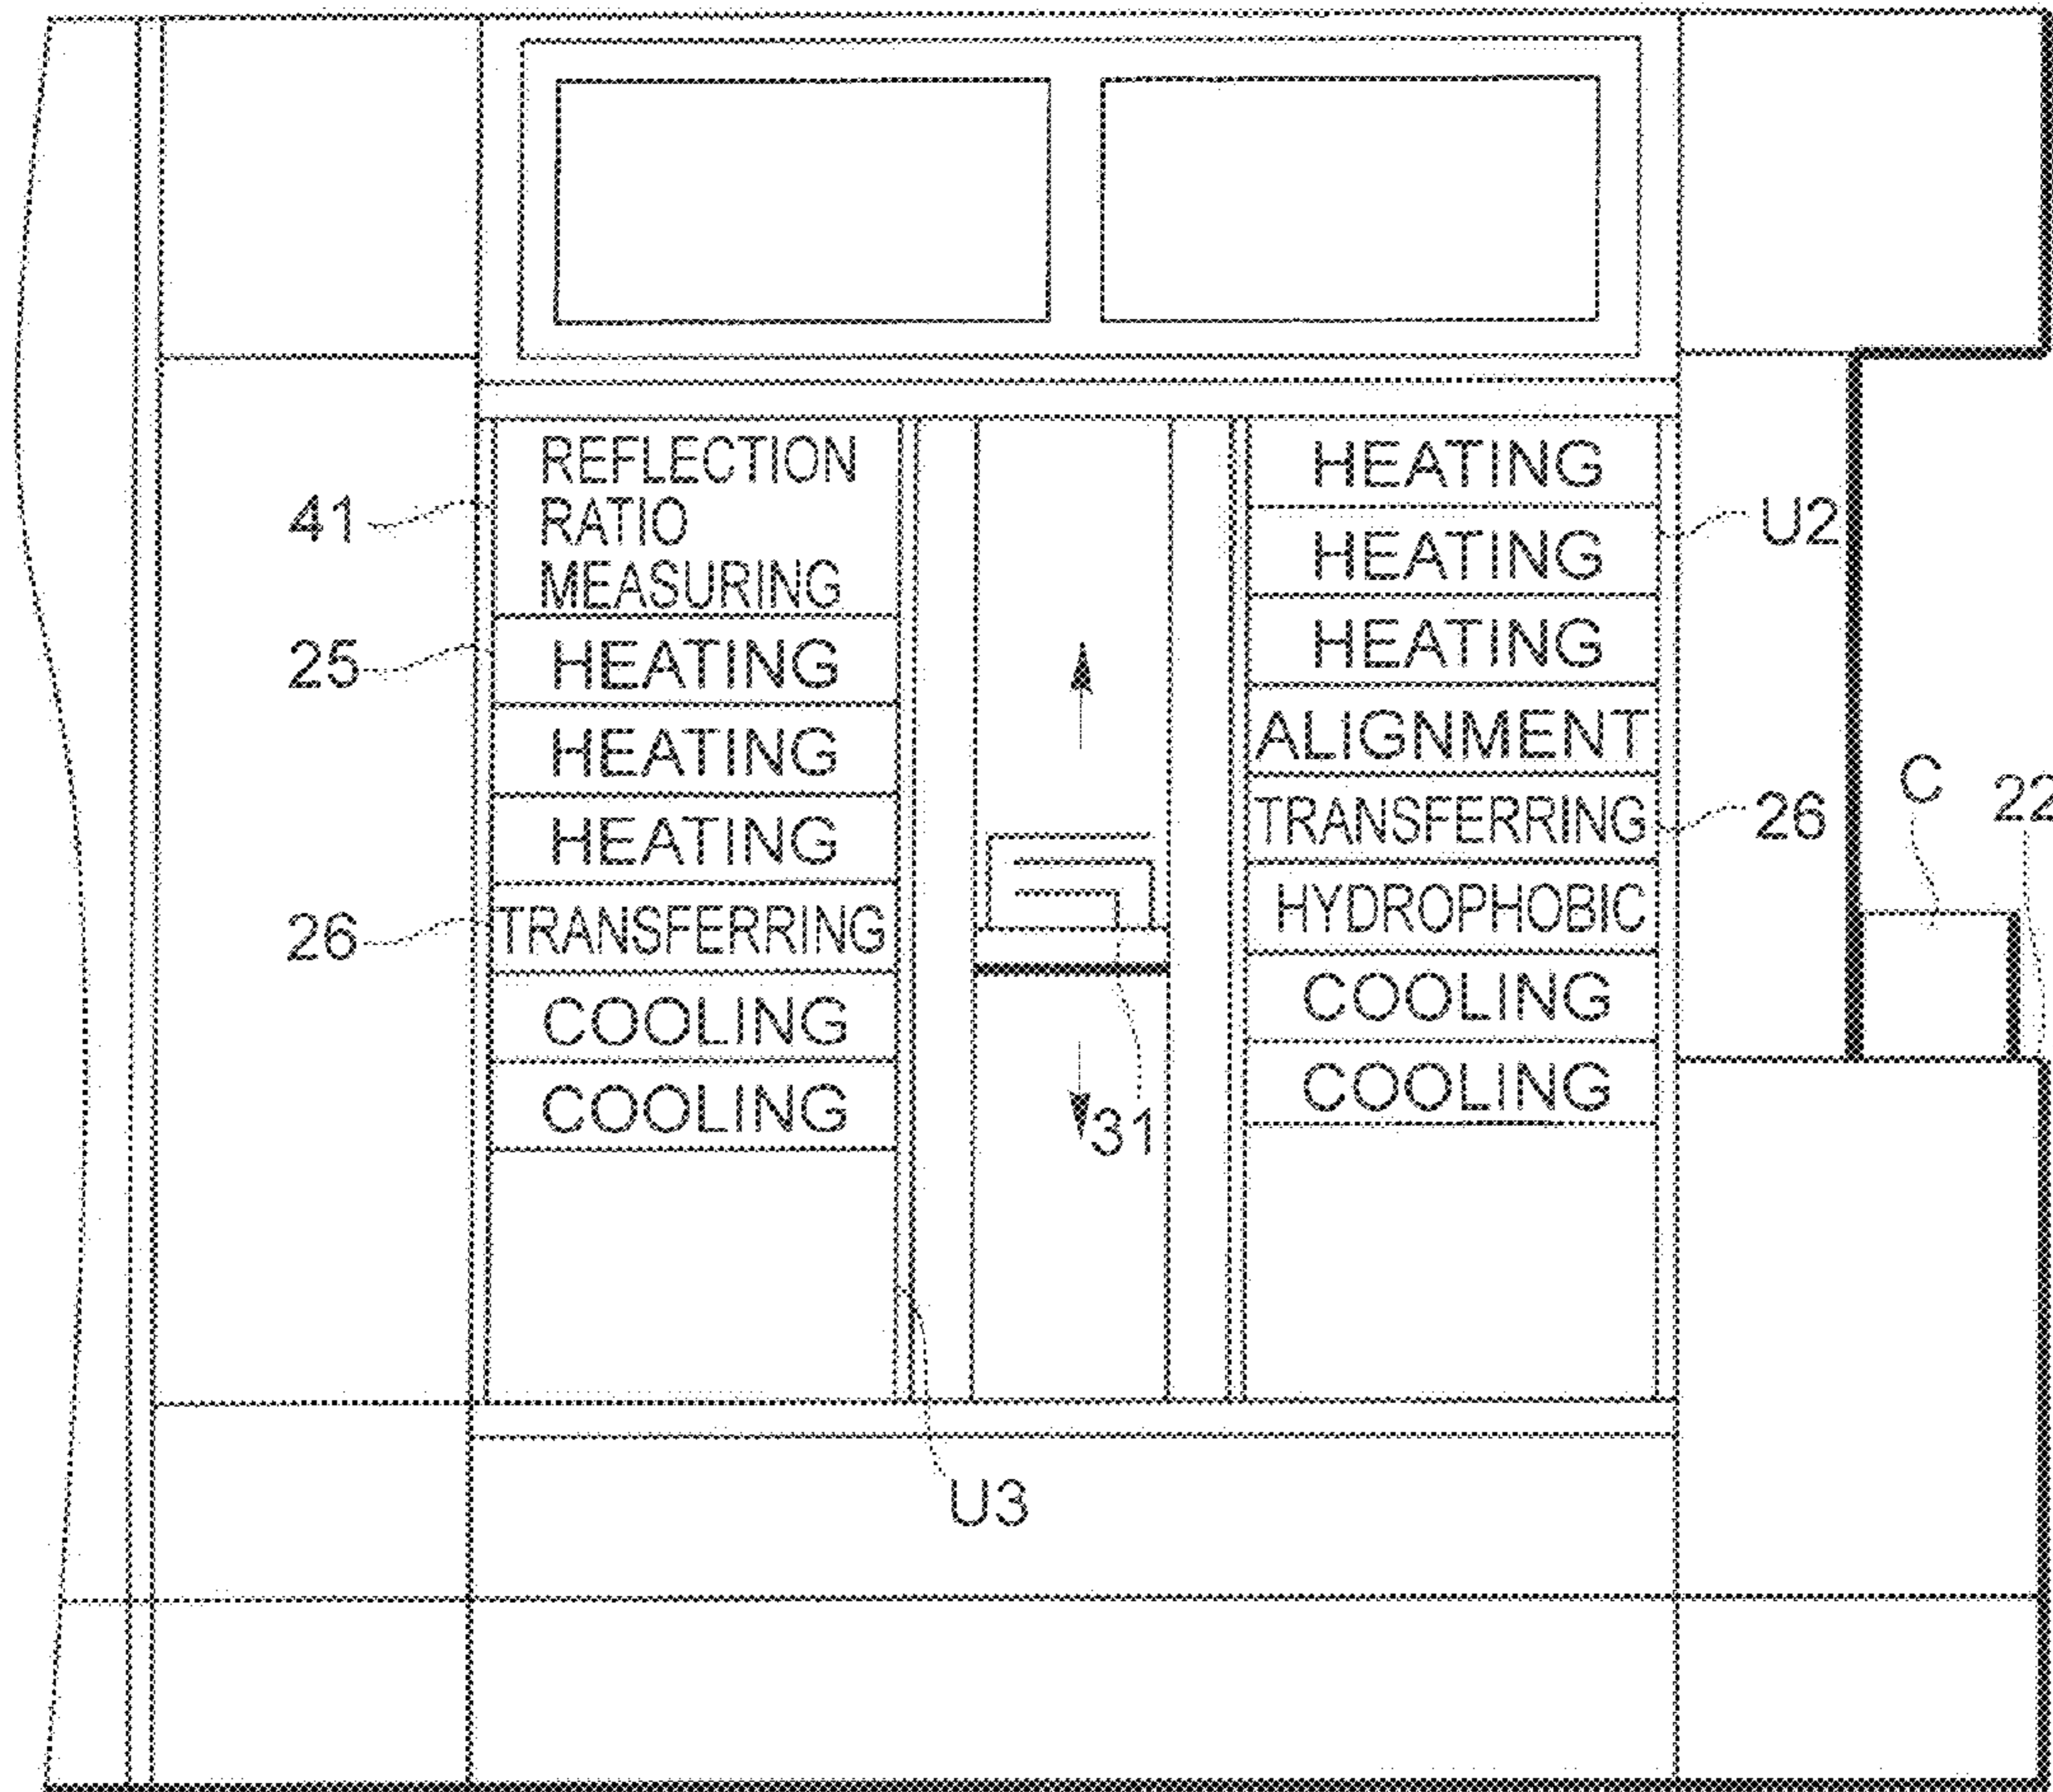 REFLECTION
RATIO
MEASURING
HEATING
HEATING
HEATING
TRANSFERRING
COOLING
COOLING
41
25
26
31
U3
HEATING
HEATING
HEATING
ALIGNMENT
TRANSFERRING
HYDROPHOBIC
COOLING
COOLING
U2
26
C
22